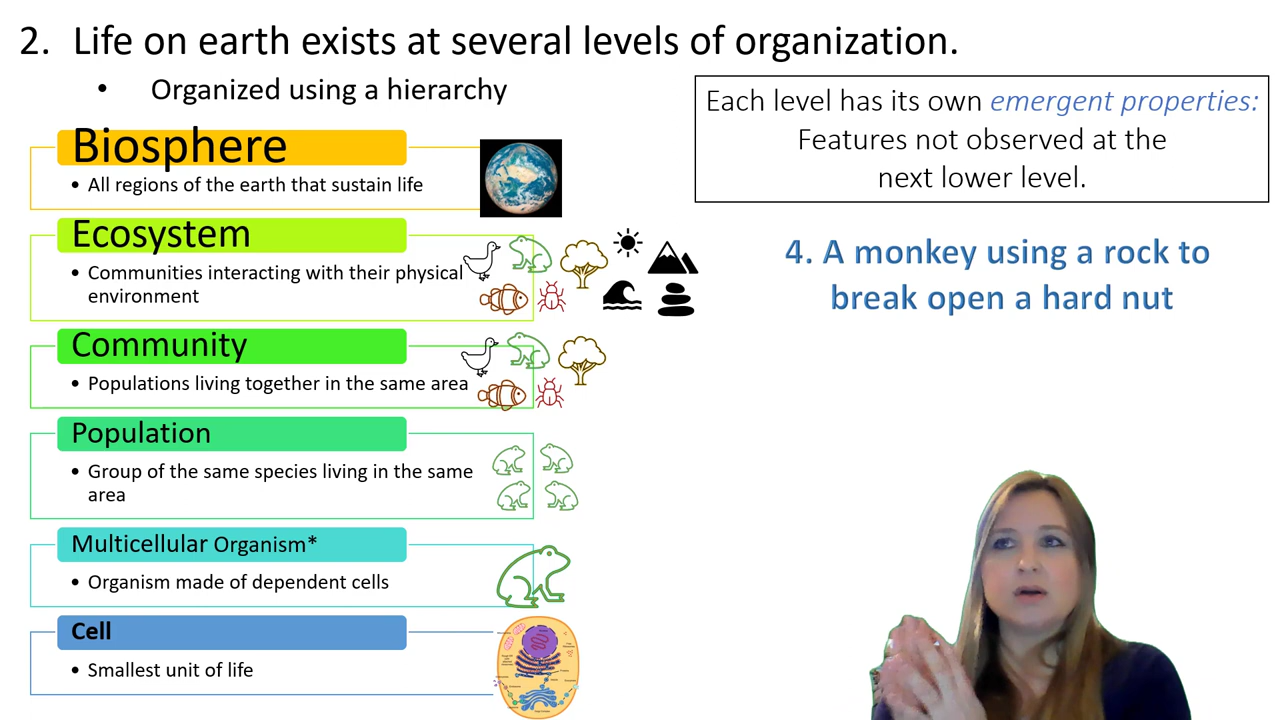 2. Life on earth exists at several levels of organization.
• Organized using a hierarchy
Each level has its own emergent properties:
Features not observed at the
next lower level.
Biosphere
• All regions of the earth that sustain life
Ecosystem
• Communities interacting with their physical
environment
4. A monkey using a rock to
break open a hard nut
Community
• Populations living together in the same area
Population
• Group of the same species living in the same
area
Multicellular Organism*
• Organism made of dependent cells
Cell
• Smallest unit of life